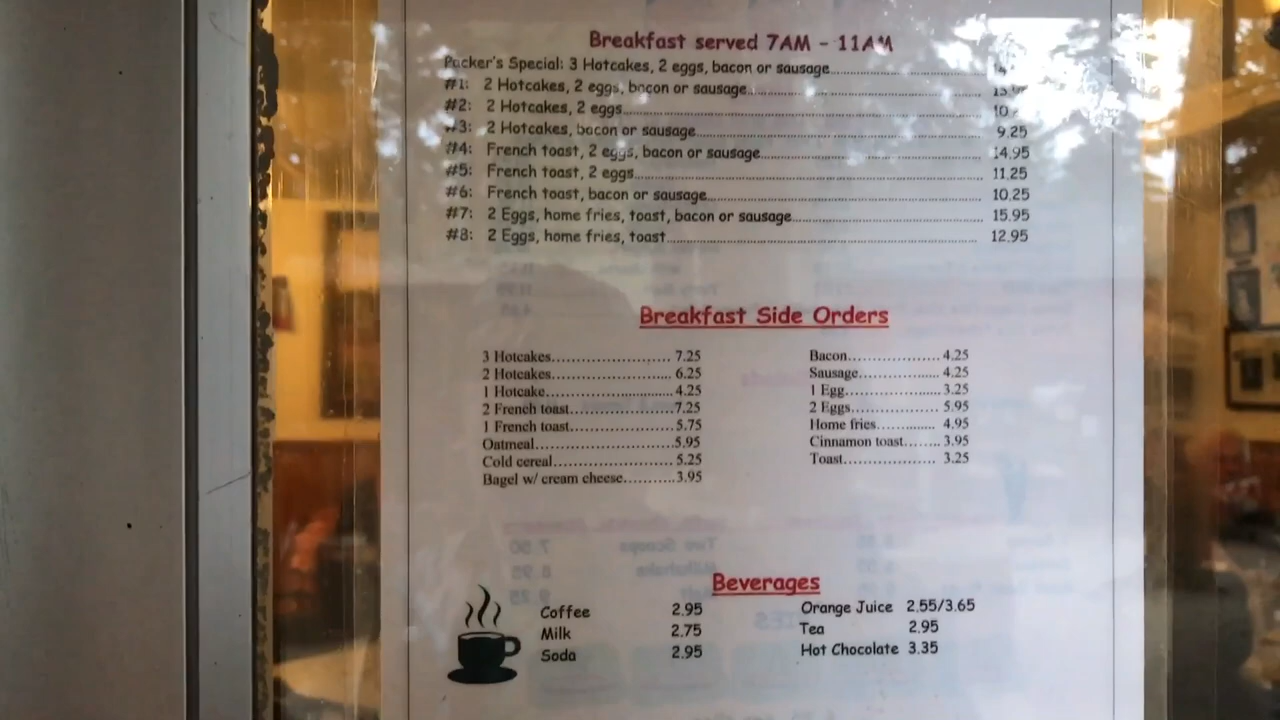 Breakfast served 7AM - 11AM
Packer's Special: 3 Hotcakes, 2 eggs, bacon or sausage
#1: 2 Hotcakes, 2 eggs, bacon or sausage
#2: 2 Hotcakes, 2 eggs
#3: 2 Hotcakes, bacon or sausage 9.25
#4: French toast, 2 eggs, bacon or sausage 14.95
#5: French toast, 2 eggs 11.25
#6: French toast, bacon or sausage 10.25
#7: 2 Eggs, home fries, toast, bacon or sausage 15.95
#8: 2 Eggs, home fries, toast 12.95
Breakfast Side Orders
3 Hotcakes 7.25
2 Hotcakes 6.25
1 Hotcake 4.25
2 French toast 7.25
1 French toast 5.75
Oatmeal 5.95
Cold cereal 5.25
Bagel w/ cream cheese 3.95
Bacon 4.25
Sausage 4.25
1 Egg 3.25
2 Eggs 5.95
Home fries 4.95
Cinnamon toast 3.95
Toast 3.25
Beverages
Coffee 2.95
Milk 2.75
Soda 2.95
Orange Juice 2.55/3.65
Tea 2.95
Hot Chocolate 3.35